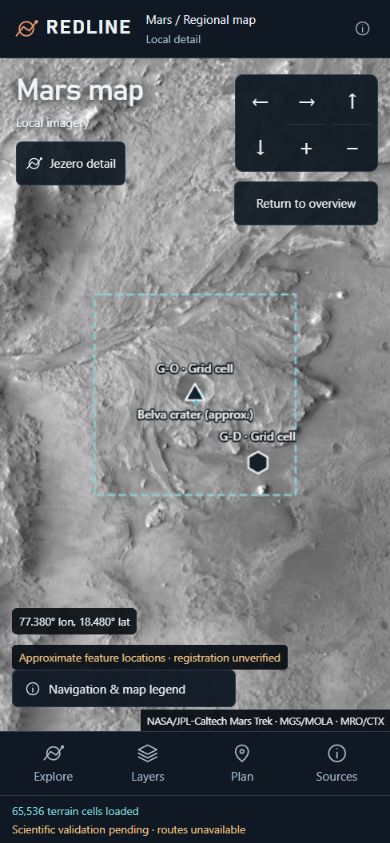 REDLINE
Mars / Regional map
Local detail
Mars map
Local imagery
Jezero detail
← → ↑
↓ + −
Return to overview
G-O · Grid cell
Belva crater (approx.)
G-D · Grid cell
77.380° lon, 18.480° lat
Approximate feature locations · registration unverified
Navigation & map legend
NASA/JPL-Caltech Mars Trek · MGS/MOLA · MRO/CTX
Explore
Layers
Plan
Sources
65,536 terrain cells loaded
Scientific validation pending · routes unavailable